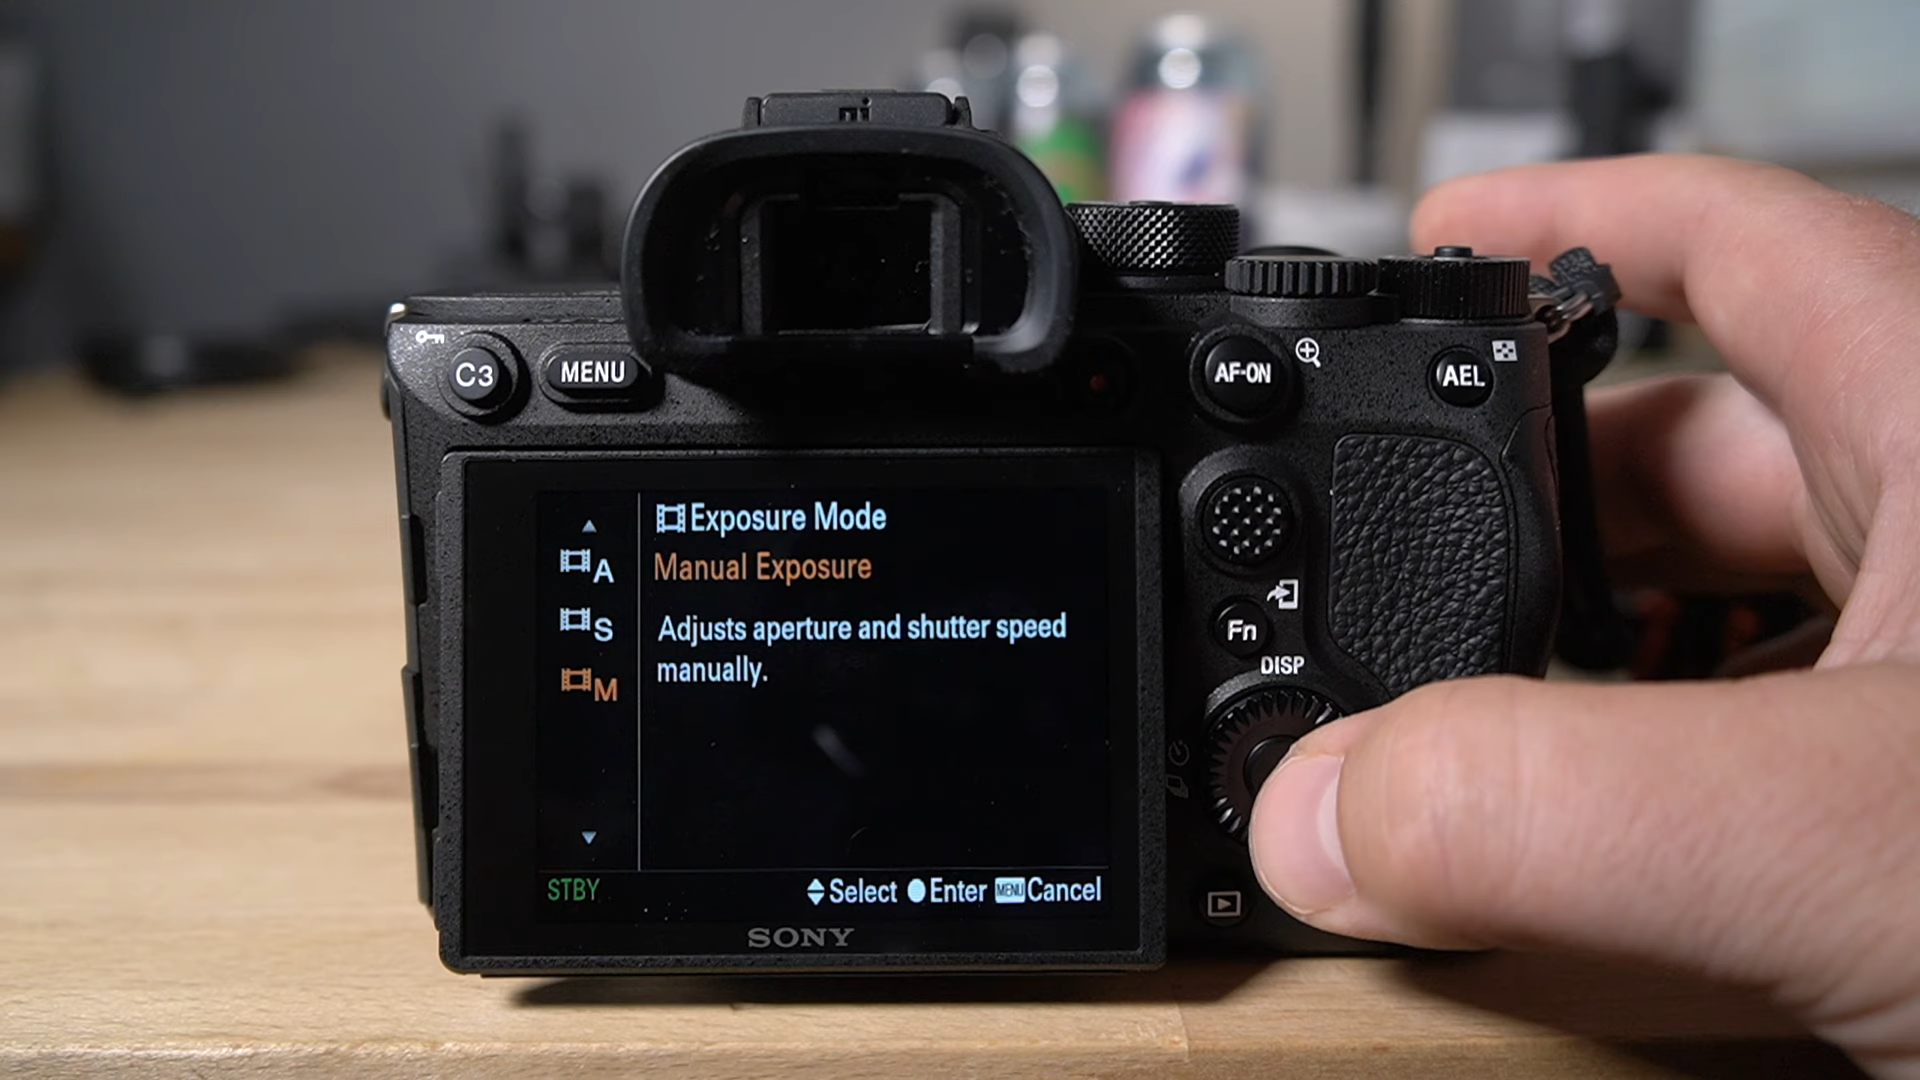 C3
MENU
AF-ON
AEL
Exposure Mode
Manual Exposure
A
Adjusts aperture and shutter speed
manually.
S
M
Fn
DISP
STBY
Select Enter MENU Cancel
SONY